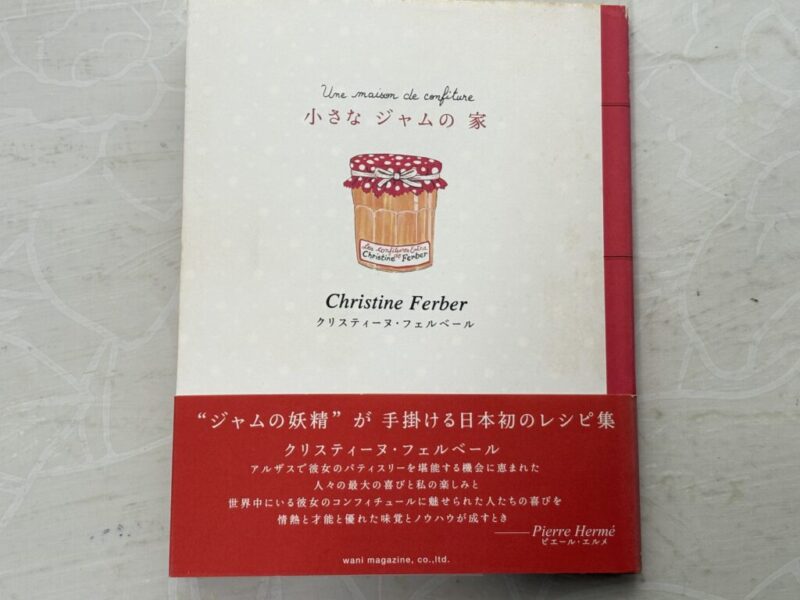 Une maison de confiture
小さな ジャムの 家
Les confitures Extra
de
Christine Ferber
Christine Ferber
クリスティーヌ・フェルベール
“ジャムの妖精” が 手掛ける日本初のレシピ集
クリスティーヌ・フェルベール
アルザスで彼女のパティスリーを堪能する機会に恵まれた
人々の最大の喜びと私の楽しみと
世界中にいる彼女のコンフィチュールに魅せられた人たちの喜びを
情熱と才能と優れた味覚とノウハウが成すとき
——Pierre Hermé
ピエール・エルメ
wani magazine, co.,ltd.